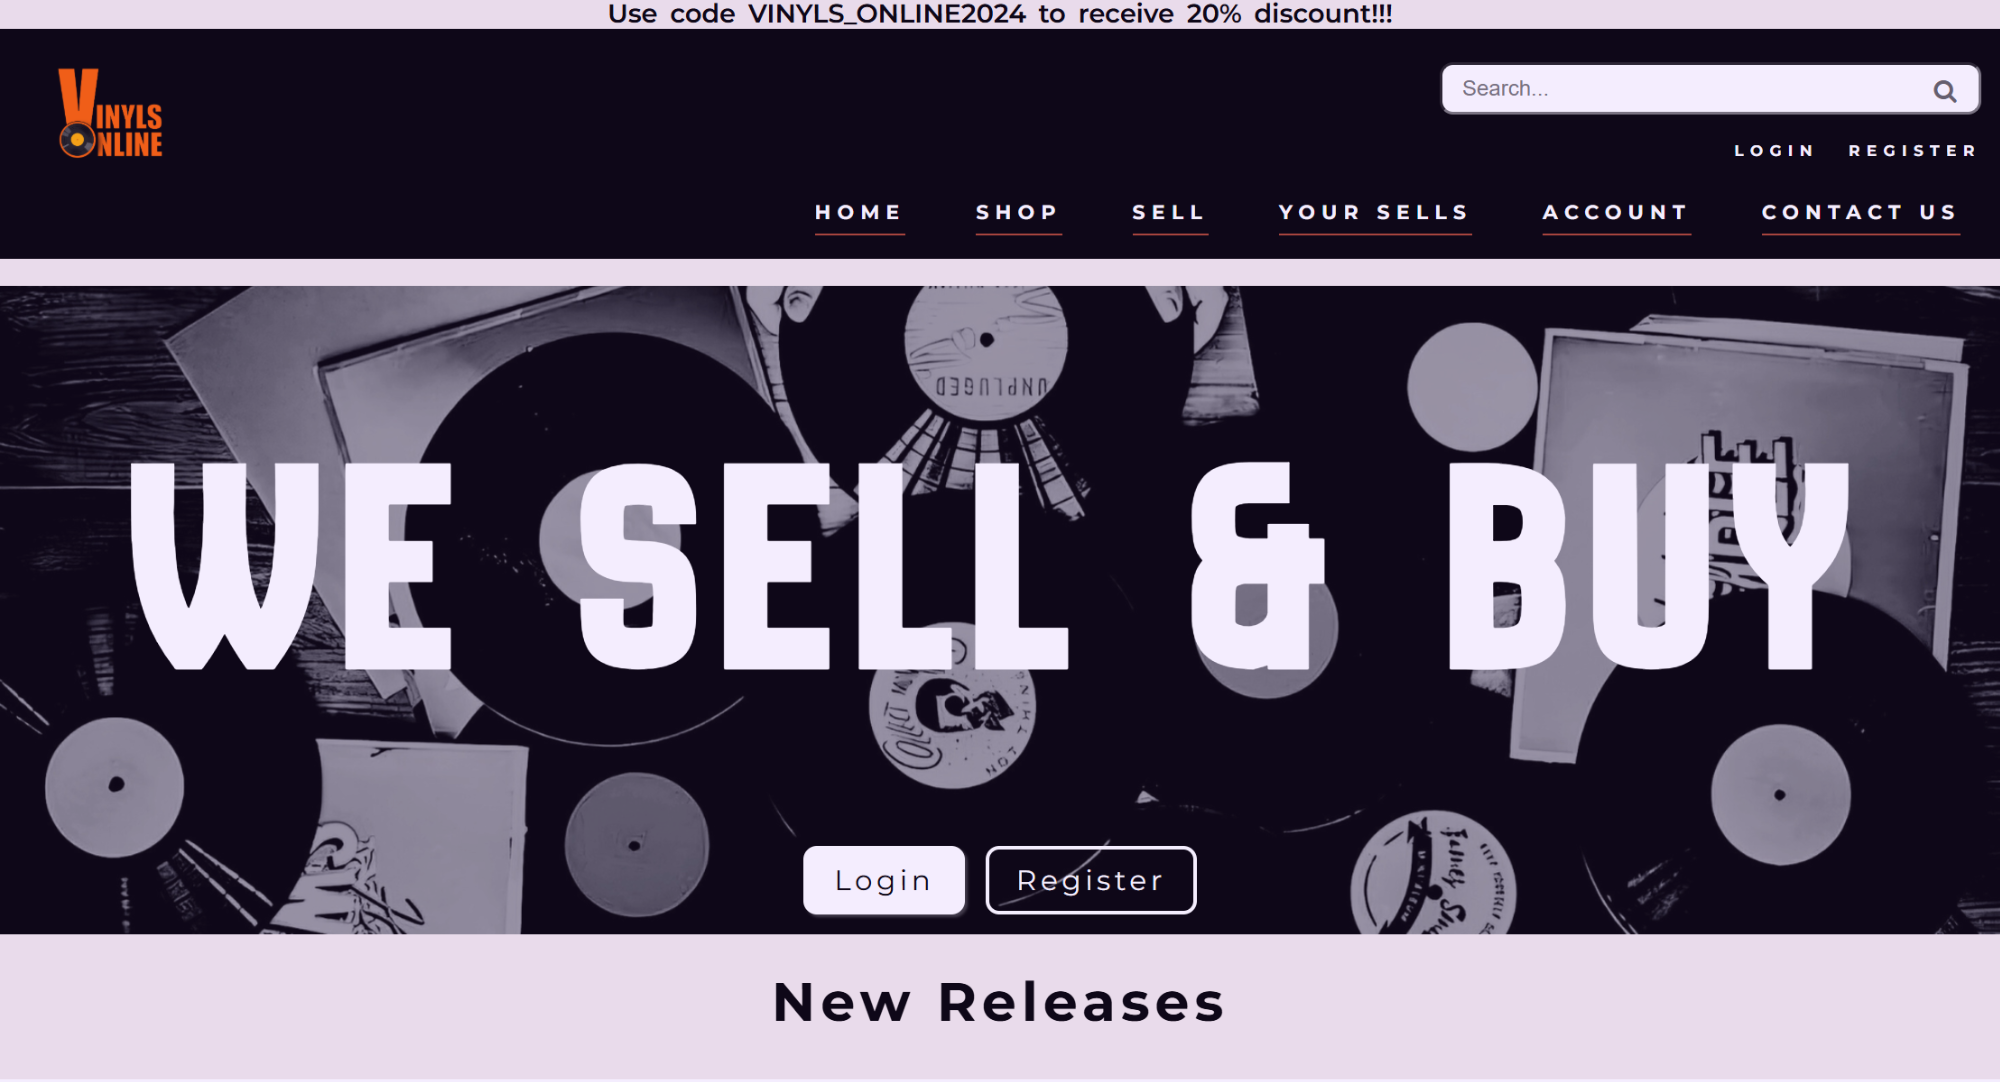 Use code VINYLS_ONLINE2024 to receive 20% discount!!!
VINYLS
ONLINE
Search...
LOGIN REGISTER
HOME SHOP SELL YOUR SELLS ACCOUNT CONTACT US
UNPLUGED
WE SELL & BUY
Login Register
New Releases